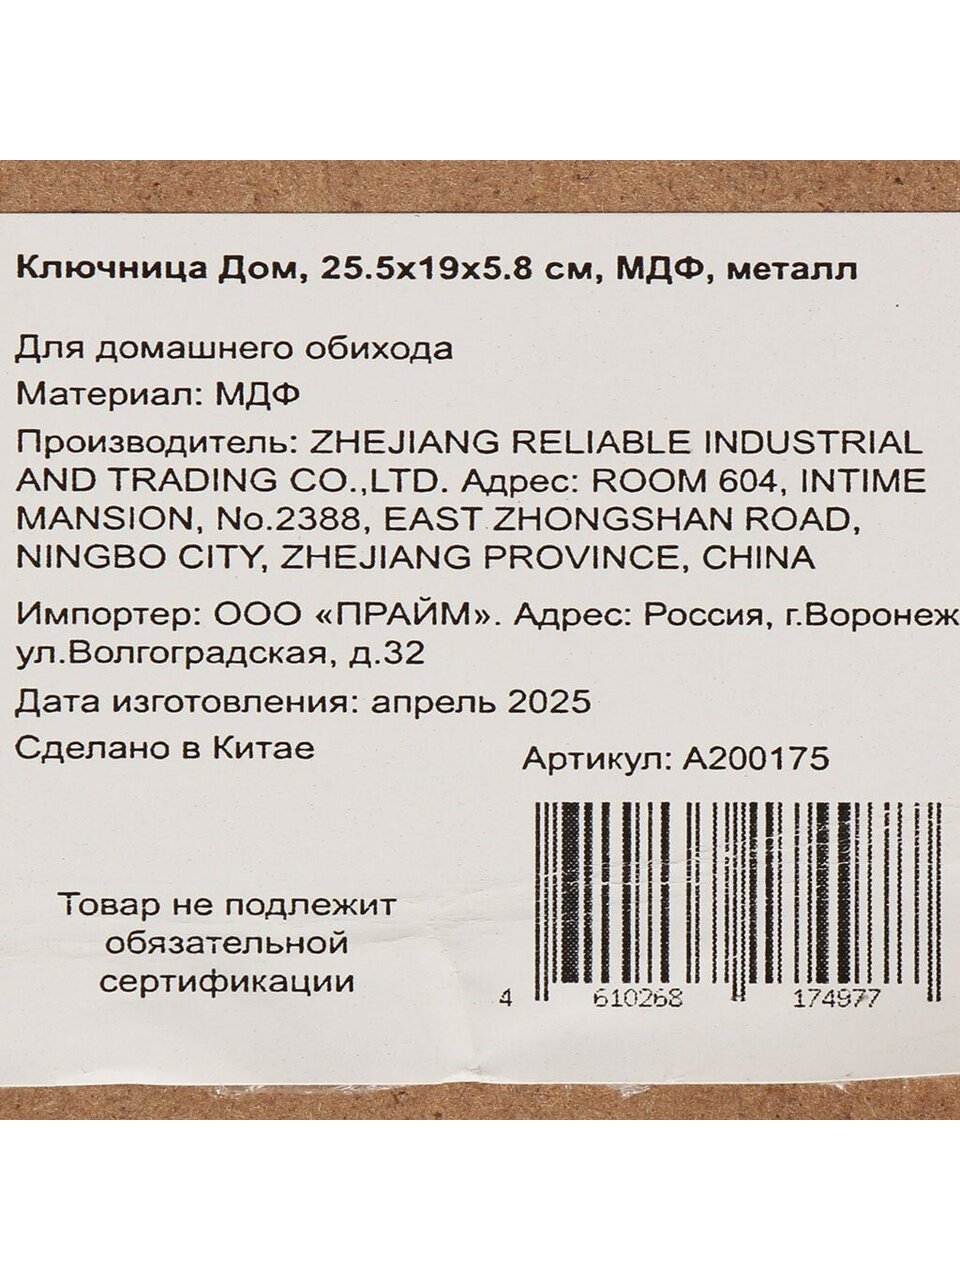 Ключница Дом, 25.5х19х5.8 см, МДФ, металл
Для домашнего обихода
Материал: МДФ
Производитель: ZHEJIANG RELIABLE INDUSTRIAL
AND TRADING CO.,LTD. Адрес: ROOM 604, INTIME
MANSION, No.2388, EAST ZHONGSHAN ROAD,
NINGBO CITY, ZHEJIANG PROVINCE, CHINA
Импортер: ООО «ПРАЙМ». Адрес: Россия, г.Воронеж
ул.Волгоградская, д.32
Дата изготовления: апрель 2025
Сделано в Китае
Артикул: А200175
Товар не подлежит
обязательной
сертификации
4 610268 174977